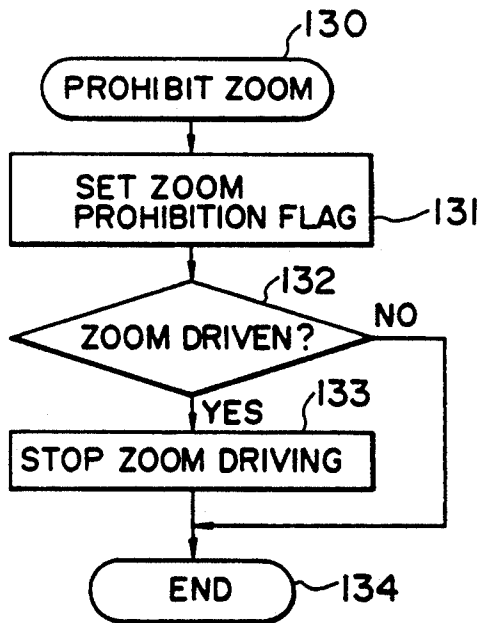 130
PROHIBIT ZOOM
SET ZOOM
PROHIBITION FLAG
131
132
ZOOM DRIVEN?
NO
YES
133
STOP ZOOM DRIVING
END
134